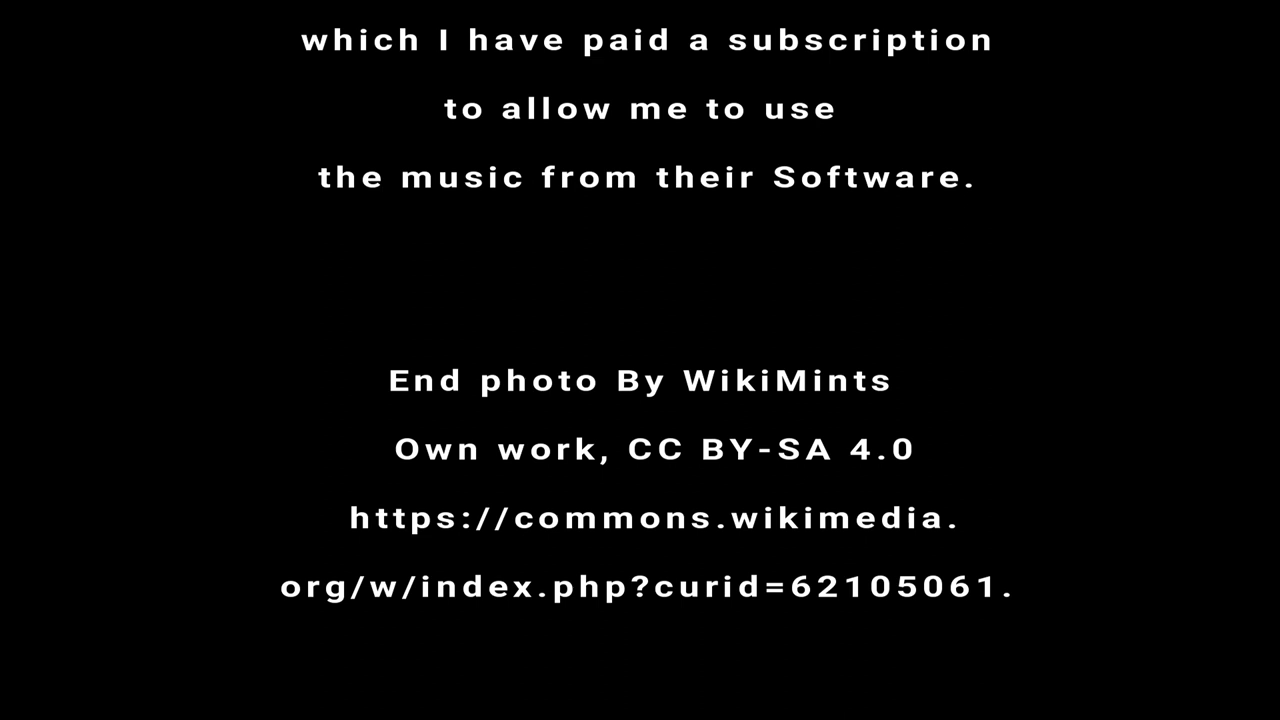 which I have paid a subscription
to allow me to use
the music from their Software.
End photo By WikiMints
Own work, CC BY-SA 4.0
https://commons.wikimedia.
org/w/index.php?curid=62105061.